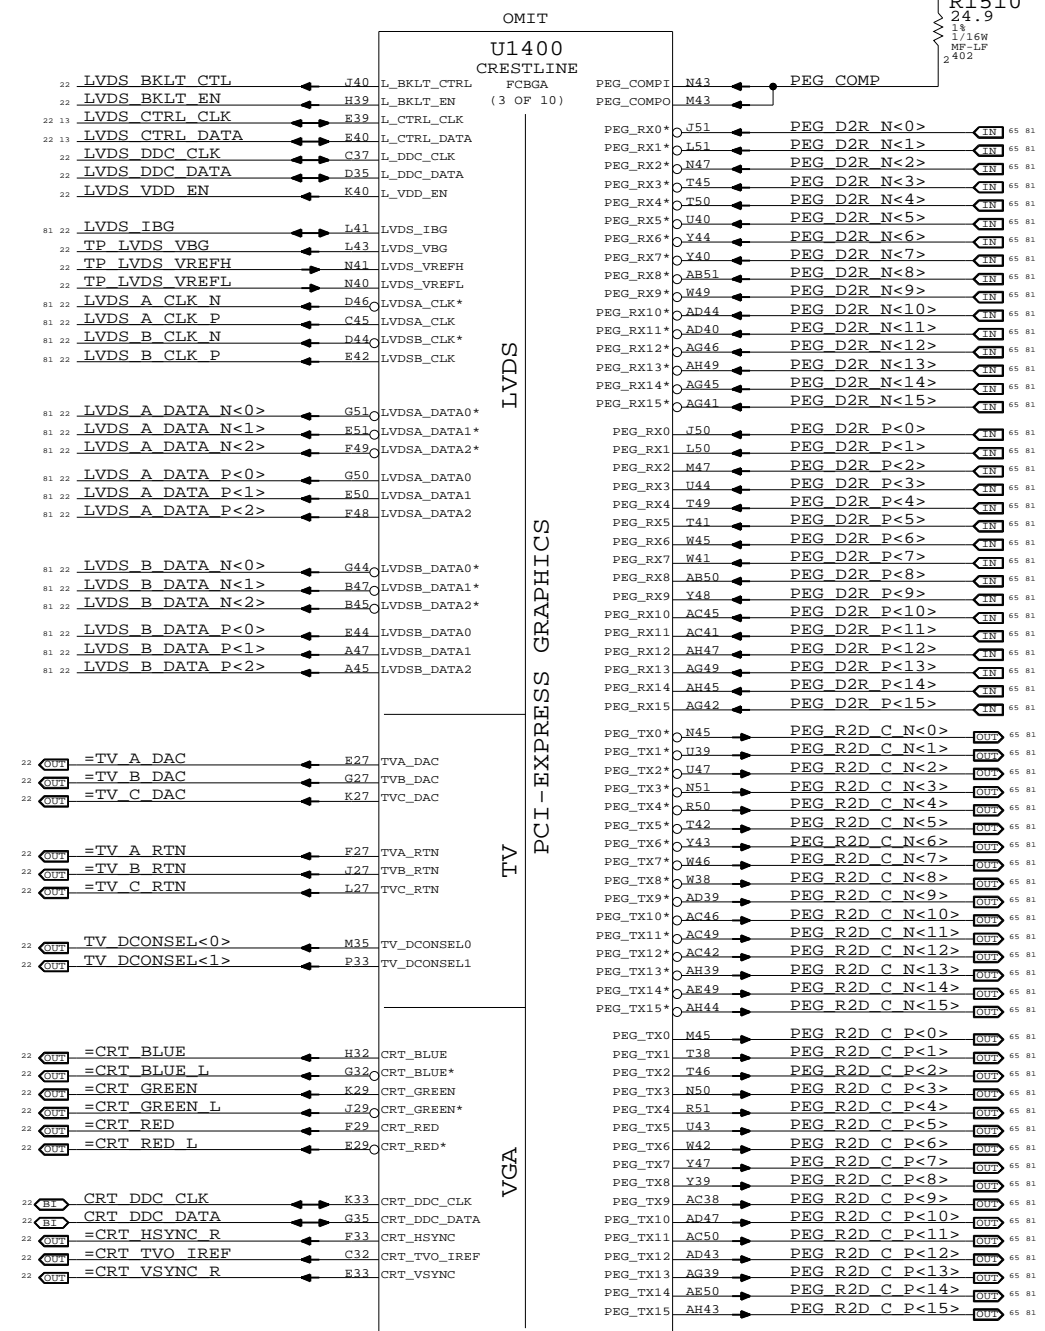 OMIT
R1510
24.9
1%
1/16W
MF-LF
402
2
U1400
CRESTLINE
FCBGA
(3 OF 10)
22 LVDS_BKLT_CTL J40 L_BKLT_CTRL
22 LVDS_BKLT_EN H39 L_BKLT_EN
22 13 LVDS_CTRL_CLK E39 L_CTRL_CLK
22 13 LVDS_CTRL_DATA E40 L_CTRL_DATA
22 LVDS_DDC_CLK C37 L_DDC_CLK
22 LVDS_DDC_DATA D35 L_DDC_DATA
22 LVDS_VDD_EN K40 L_VDD_EN
81 22 LVDS_IBG L41 LVDS_IBG
22 TP_LVDS_VBG L43 LVDS_VBG
22 TP_LVDS_VREFH N41 LVDS_VREFH
22 TP_LVDS_VREFL N40 LVDS_VREFL
81 22 LVDS_A_CLK_N D46 LVDSA_CLK*
81 22 LVDS_A_CLK_P C45 LVDSA_CLK
81 22 LVDS_B_CLK_N D44 LVDSB_CLK*
81 22 LVDS_B_CLK_P E42 LVDSB_CLK
81 22 LVDS_A_DATA_N<0> G51 LVDSA_DATA0*
81 22 LVDS_A_DATA_N<1> E51 LVDSA_DATA1*
81 22 LVDS_A_DATA_N<2> F49 LVDSA_DATA2*
81 22 LVDS_A_DATA_P<0> G50 LVDSA_DATA0
81 22 LVDS_A_DATA_P<1> E50 LVDSA_DATA1
81 22 LVDS_A_DATA_P<2> F48 LVDSA_DATA2
81 22 LVDS_B_DATA_N<0> G44 LVDSB_DATA0*
81 22 LVDS_B_DATA_N<1> B47 LVDSB_DATA1*
81 22 LVDS_B_DATA_N<2> B45 LVDSB_DATA2*
81 22 LVDS_B_DATA_P<0> E44 LVDSB_DATA0
81 22 LVDS_B_DATA_P<1> A47 LVDSB_DATA1
81 22 LVDS_B_DATA_P<2> A45 LVDSB_DATA2
22 OUT =TV_A_DAC E27 TVA_DAC
22 OUT =TV_B_DAC G27 TVB_DAC
22 OUT =TV_C_DAC K27 TVC_DAC
22 OUT =TV_A_RTN F27 TVA_RTN
22 OUT =TV_B_RTN J27 TVB_RTN
22 OUT =TV_C_RTN L27 TVC_RTN
22 OUT TV_DCONSEL<0> M35 TV_DCONSEL0
22 OUT TV_DCONSEL<1> P33 TV_DCONSEL1
22 OUT =CRT_BLUE H32 CRT_BLUE
22 OUT =CRT_BLUE_L G32 CRT_BLUE*
22 OUT =CRT_GREEN K29 CRT_GREEN
22 OUT =CRT_GREEN_L J29 CRT_GREEN*
22 OUT =CRT_RED F29 CRT_RED
22 OUT =CRT_RED_L E29 CRT_RED*
22 BI CRT_DDC_CLK K33 CRT_DDC_CLK
22 BI CRT_DDC_DATA G35 CRT_DDC_DATA
22 OUT =CRT_HSYNC_R F33 CRT_HSYNC
22 OUT =CRT_TVO_IREF C32 CRT_TVO_IREF
22 OUT =CRT_VSYNC_R E33 CRT_VSYNC
LVDS
TV
VGA
PCI-EXPRESS GRAPHICS
PEG_COMPI N43 PEG_COMP
PEG_COMPO M43
PEG_RX0* J51 PEG_D2R_N<0> IN 65 81
PEG_RX1* L51 PEG_D2R_N<1> IN 65 81
PEG_RX2* N47 PEG_D2R_N<2> IN 65 81
PEG_RX3* T45 PEG_D2R_N<3> IN 65 81
PEG_RX4* T50 PEG_D2R_N<4> IN 65 81
PEG_RX5* U40 PEG_D2R_N<5> IN 65 81
PEG_RX6* Y44 PEG_D2R_N<6> IN 65 81
PEG_RX7* Y40 PEG_D2R_N<7> IN 65 81
PEG_RX8* AB51 PEG_D2R_N<8> IN 65 81
PEG_RX9* W49 PEG_D2R_N<9> IN 65 81
PEG_RX10* AD44 PEG_D2R_N<10> IN 65 81
PEG_RX11* AD40 PEG_D2R_N<11> IN 65 81
PEG_RX12* AG46 PEG_D2R_N<12> IN 65 81
PEG_RX13* AH49 PEG_D2R_N<13> IN 65 81
PEG_RX14* AG45 PEG_D2R_N<14> IN 65 81
PEG_RX15* AG41 PEG_D2R_N<15> IN 65 81
PEG_RX0 J50 PEG_D2R_P<0> IN 65 81
PEG_RX1 L50 PEG_D2R_P<1> IN 65 81
PEG_RX2 M47 PEG_D2R_P<2> IN 65 81
PEG_RX3 U44 PEG_D2R_P<3> IN 65 81
PEG_RX4 T49 PEG_D2R_P<4> IN 65 81
PEG_RX5 T41 PEG_D2R_P<5> IN 65 81
PEG_RX6 W45 PEG_D2R_P<6> IN 65 81
PEG_RX7 W41 PEG_D2R_P<7> IN 65 81
PEG_RX8 AB50 PEG_D2R_P<8> IN 65 81
PEG_RX9 Y48 PEG_D2R_P<9> IN 65 81
PEG_RX10 AC45 PEG_D2R_P<10> IN 65 81
PEG_RX11 AC41 PEG_D2R_P<11> IN 65 81
PEG_RX12 AH47 PEG_D2R_P<12> IN 65 81
PEG_RX13 AG49 PEG_D2R_P<13> IN 65 81
PEG_RX14 AH45 PEG_D2R_P<14> IN 65 81
PEG_RX15 AG42 PEG_D2R_P<15> IN 65 81
PEG_TX0* N45 PEG_R2D_C_N<0> OUT 65 81
PEG_TX1* U39 PEG_R2D_C_N<1> OUT 65 81
PEG_TX2* U47 PEG_R2D_C_N<2> OUT 65 81
PEG_TX3* N51 PEG_R2D_C_N<3> OUT 65 81
PEG_TX4* R50 PEG_R2D_C_N<4> OUT 65 81
PEG_TX5* T42 PEG_R2D_C_N<5> OUT 65 81
PEG_TX6* Y43 PEG_R2D_C_N<6> OUT 65 81
PEG_TX7* W46 PEG_R2D_C_N<7> OUT 65 81
PEG_TX8* W38 PEG_R2D_C_N<8> OUT 65 81
PEG_TX9* AD39 PEG_R2D_C_N<9> OUT 65 81
PEG_TX10* AC46 PEG_R2D_C_N<10> OUT 65 81
PEG_TX11* AC49 PEG_R2D_C_N<11> OUT 65 81
PEG_TX12* AC42 PEG_R2D_C_N<12> OUT 65 81
PEG_TX13* AH39 PEG_R2D_C_N<13> OUT 65 81
PEG_TX14* AE49 PEG_R2D_C_N<14> OUT 65 81
PEG_TX15* AH44 PEG_R2D_C_N<15> OUT 65 81
PEG_TX0 M45 PEG_R2D_C_P<0> OUT 65 81
PEG_TX1 T38 PEG_R2D_C_P<1> OUT 65 81
PEG_TX2 T46 PEG_R2D_C_P<2> OUT 65 81
PEG_TX3 N50 PEG_R2D_C_P<3> OUT 65 81
PEG_TX4 R51 PEG_R2D_C_P<4> OUT 65 81
PEG_TX5 U43 PEG_R2D_C_P<5> OUT 65 81
PEG_TX6 W42 PEG_R2D_C_P<6> OUT 65 81
PEG_TX7 Y47 PEG_R2D_C_P<7> OUT 65 81
PEG_TX8 Y39 PEG_R2D_C_P<8> OUT 65 81
PEG_TX9 AC38 PEG_R2D_C_P<9> OUT 65 81
PEG_TX10 AD47 PEG_R2D_C_P<10> OUT 65 81
PEG_TX11 AC50 PEG_R2D_C_P<11> OUT 65 81
PEG_TX12 AD43 PEG_R2D_C_P<12> OUT 65 81
PEG_TX13 AG39 PEG_R2D_C_P<13> OUT 65 81
PEG_TX14 AE50 PEG_R2D_C_P<14> OUT 65 81
PEG_TX15 AH43 PEG_R2D_C_P<15> OUT 65 81